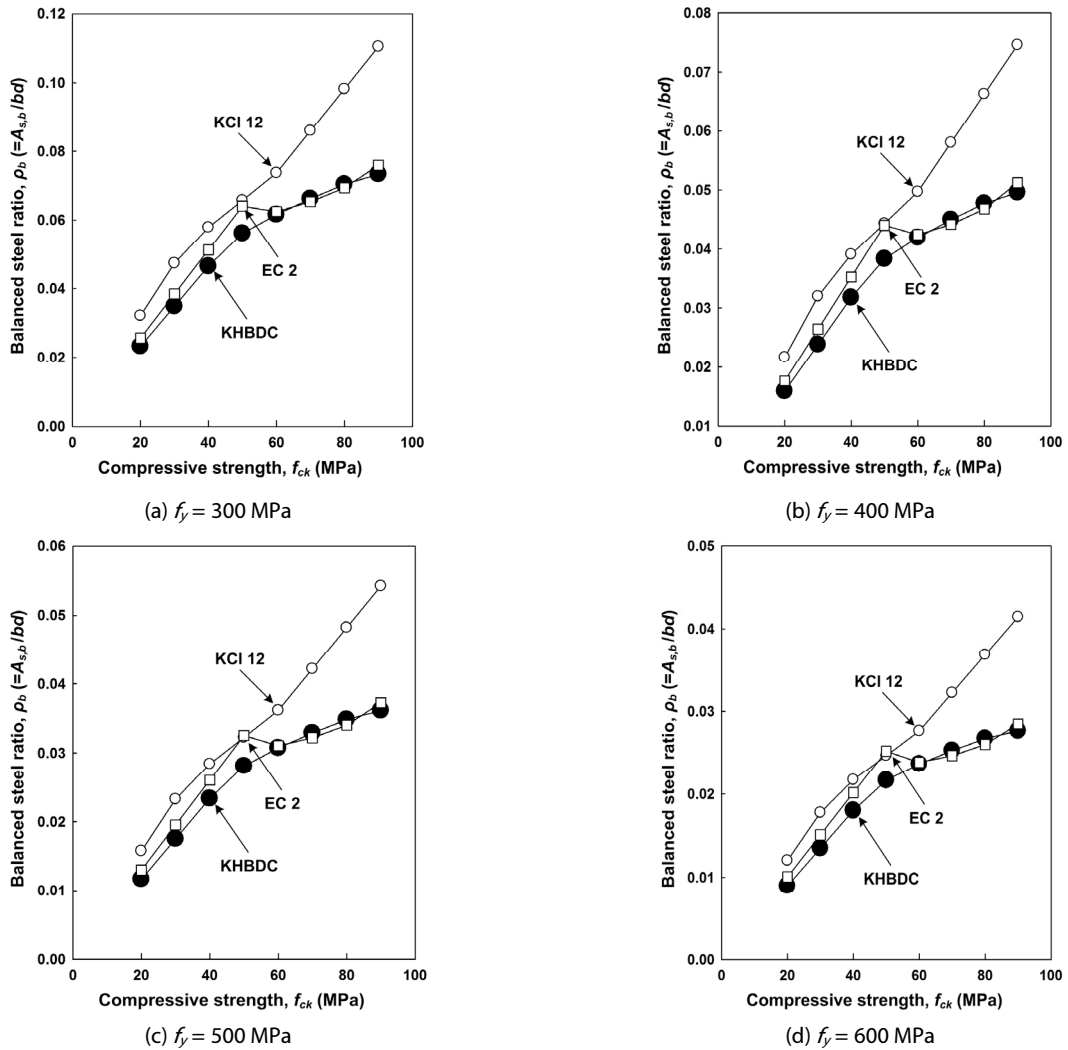 0.12
0.10
0.08
0.06
0.04
0.02
0.00
Balanced steel ratio, ρb (=As,b/bd)
KCI 12
EC 2
KHBDC
0 20 40 60 80 100
Compressive strength, fck (MPa)
(a) fy = 300 MPa
0.08
0.07
0.06
0.05
0.04
0.03
0.02
0.01
Balanced steel ratio, ρb (=As,b/bd)
KCI 12
EC 2
KHBDC
0 20 40 60 80 100
Compressive strength, fck (MPa)
(b) fy = 400 MPa
0.06
0.05
0.04
0.03
0.02
0.01
0.00
Balanced steel ratio, ρb (=As,b/bd)
KCI 12
EC 2
KHBDC
0 20 40 60 80 100
Compressive strength, fck (MPa)
(c) fy = 500 MPa
0.05
0.04
0.03
0.02
0.01
0.00
Balanced steel ratio, ρb (=As,b/bd)
KCI 12
EC 2
KHBDC
0 20 40 60 80 100
Compressive strength, fck (MPa)
(d) fy = 600 MPa